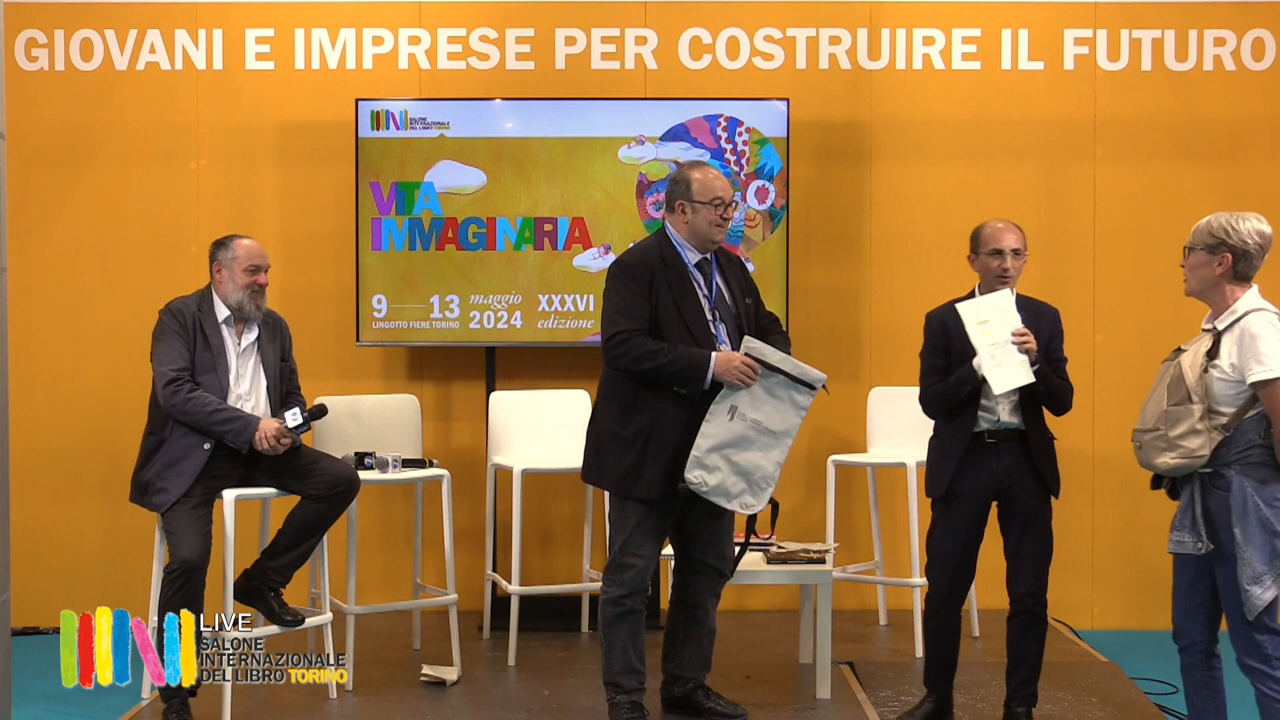 GIOVANI E IMPRESE PER COSTRUIRE IL FUTURO
SALONE
INTERNAZIONALE
DEL LIBRO TORINO
VITA
IMMAGINARIA
9 13 maggio XXXVI
LINGOTTO FIERE TORINO 2024 edizione
LIVE
SALONE
INTERNAZIONALE
DEL LIBRO TORINO